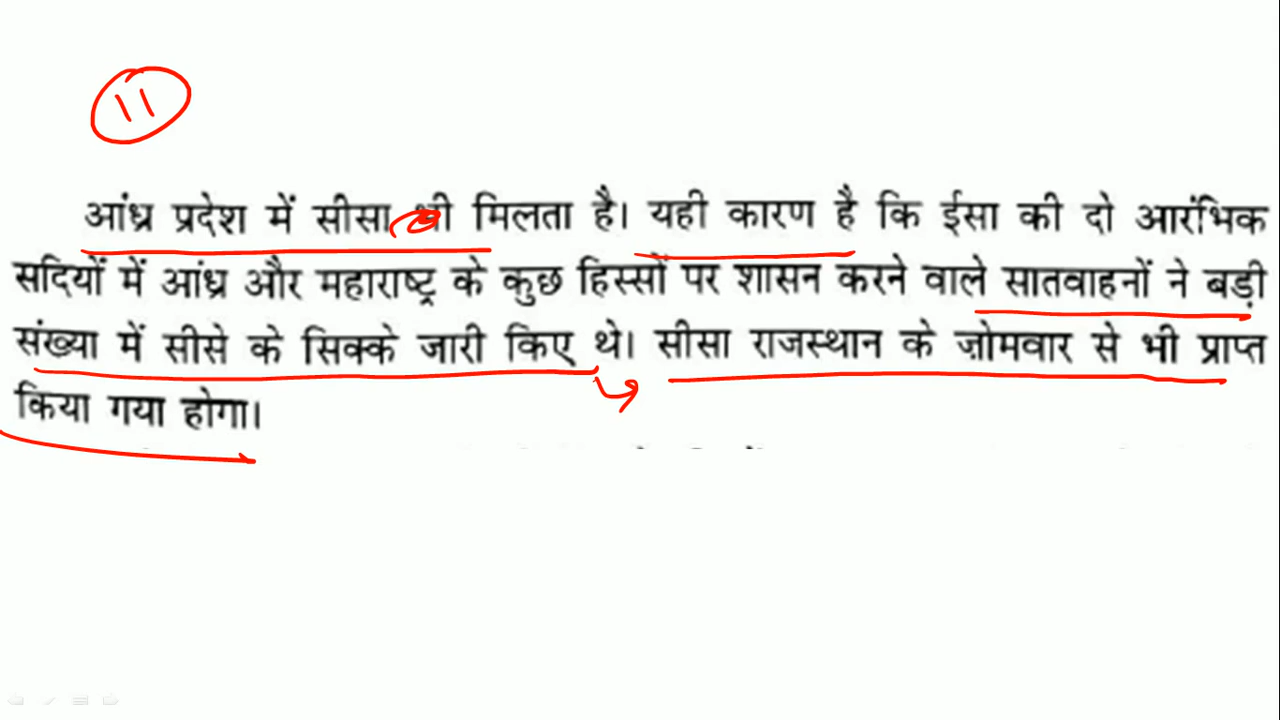 11
आंध्र प्रदेश में सीसा भी मिलता है। यही कारण है कि ईसा की दो आरंभिक
सदियों में आंध्र और महाराष्ट्र के कुछ हिस्सों पर शासन करने वाले सातवाहनों ने बड़ी
संख्या में सीसे के सिक्के जारी किए थे। सीसा राजस्थान के ज़ोमवार से भी प्राप्त
किया गया होगा।